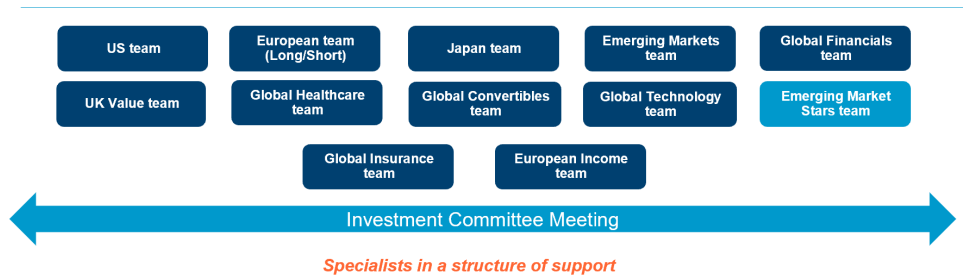 US team
European team
(Long/Short)
Japan team
Emerging Markets
team
Global Financials
team
UK Value team
Global Healthcare
team
Global Convertibles
team
Global Technology
team
Emerging Market
Stars team
Global Insurance
team
European Income
team
Investment Committee Meeting
Specialists in a structure of support